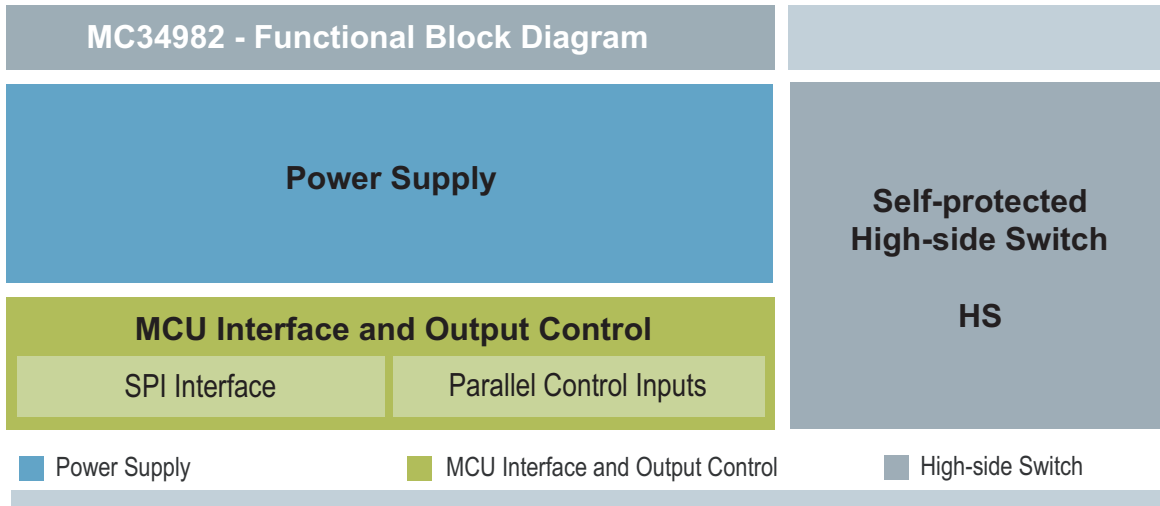 MC34982 - Functional Block Diagram
Power Supply
MCU Interface and Output Control
SPI Interface
Parallel Control Inputs
Self-protected
High-side Switch
HS
Power Supply
MCU Interface and Output Control
High-side Switch